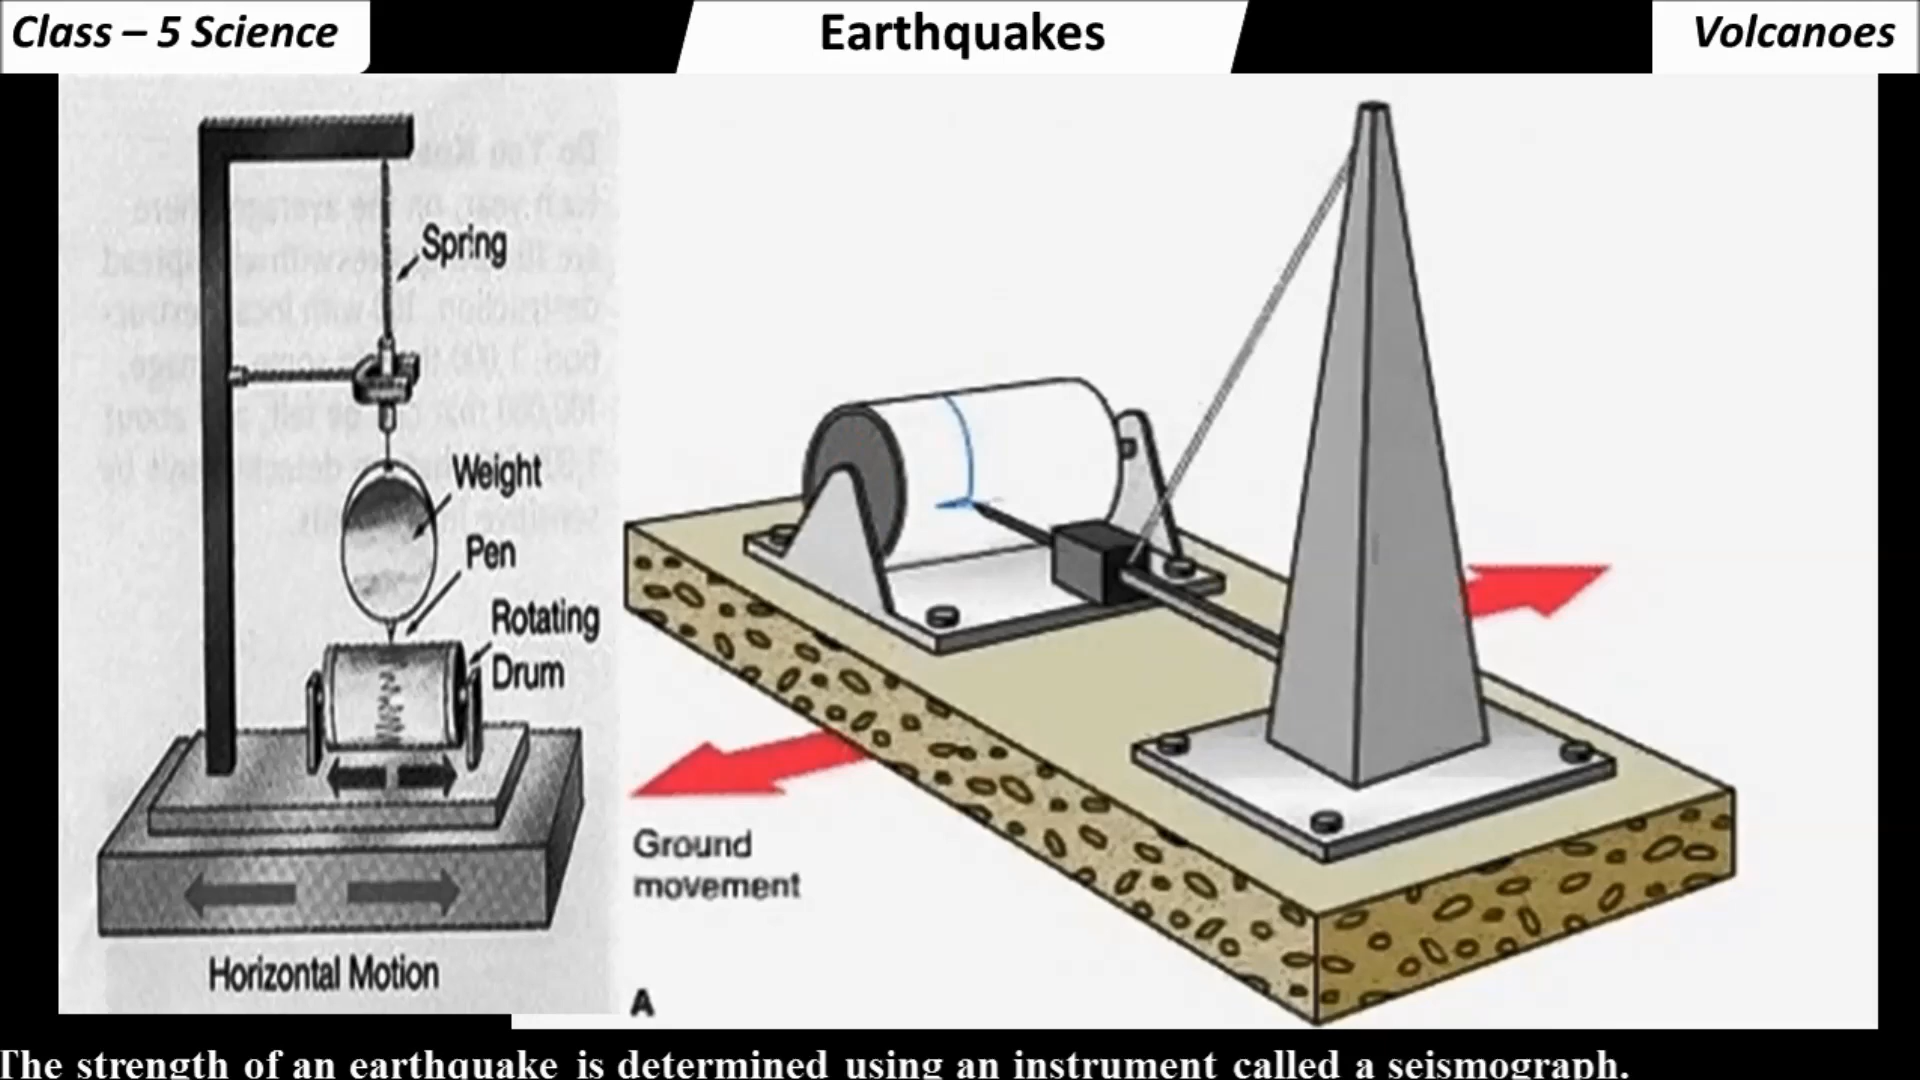 Class – 5 Science
Earthquakes
Volcanoes
Spring
Weight
Pen
Rotating
Drum
Horizontal Motion
Ground
movement
A
The strength of an earthquake is determined using an instrument called a seismograph.